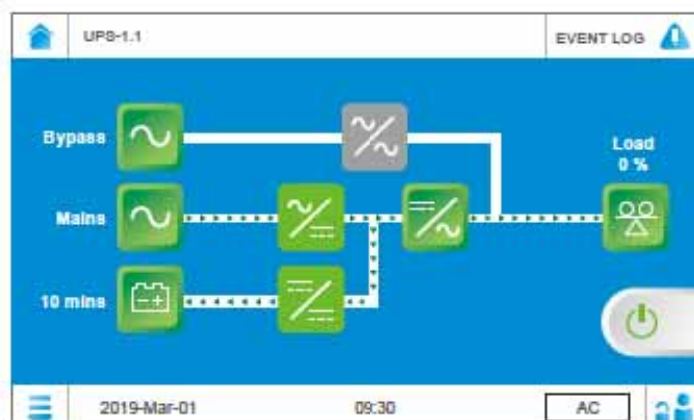 UPS-1.1
EVENT LOG
Bypass
Load
0 %
Mains
10 mins
2019-Mar-01
09:30
AC